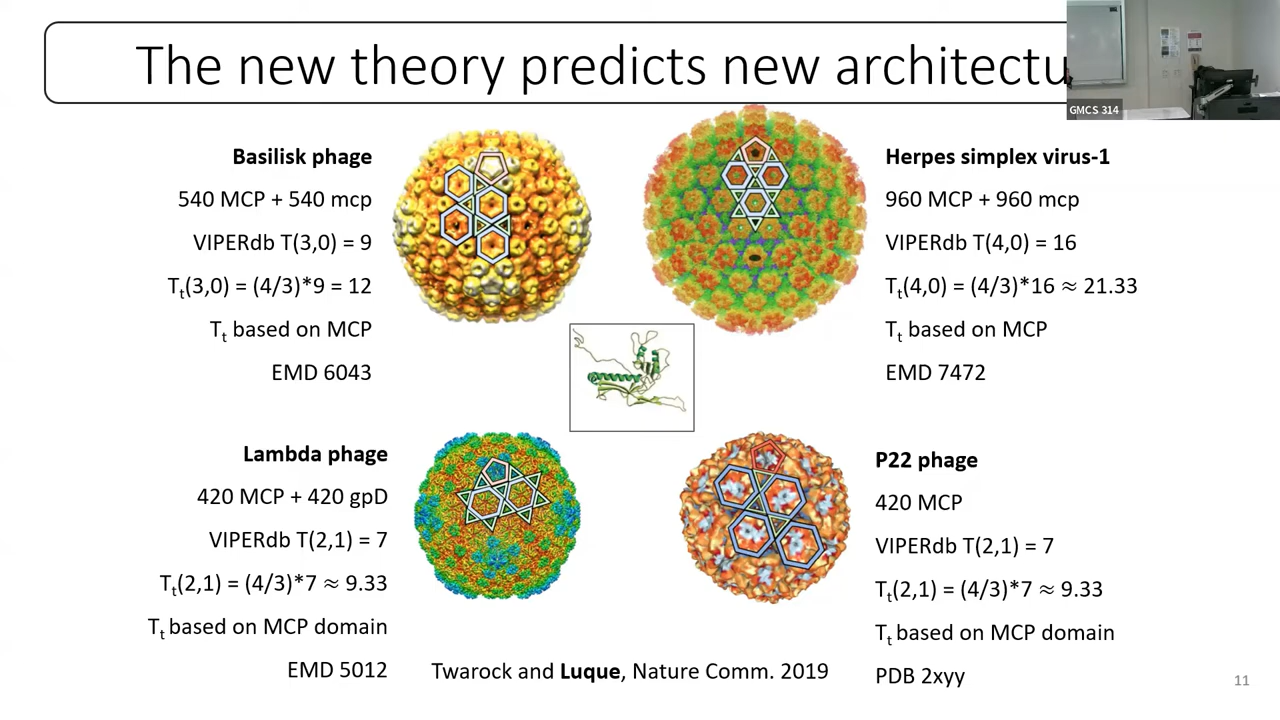 The new theory predicts new architectu
GMCS 314
Basilisk phage
540 MCP + 540 mcp
VIPERdb T(3,0) = 9
Tt(3,0) = (4/3)*9 = 12
Tt based on MCP
EMD 6043
Herpes simplex virus-1
960 MCP + 960 mcp
VIPERdb T(4,0) = 16
Tt(4,0) = (4/3)*16 ≈ 21.33
Tt based on MCP
EMD 7472
Lambda phage
420 MCP + 420 gpD
VIPERdb T(2,1) = 7
Tt(2,1) = (4/3)*7 ≈ 9.33
Tt based on MCP domain
EMD 5012
P22 phage
420 MCP
VIPERdb T(2,1) = 7
Tt(2,1) = (4/3)*7 ≈ 9.33
Tt based on MCP domain
PDB 2xyy
Twarock and Luque, Nature Comm. 2019
11